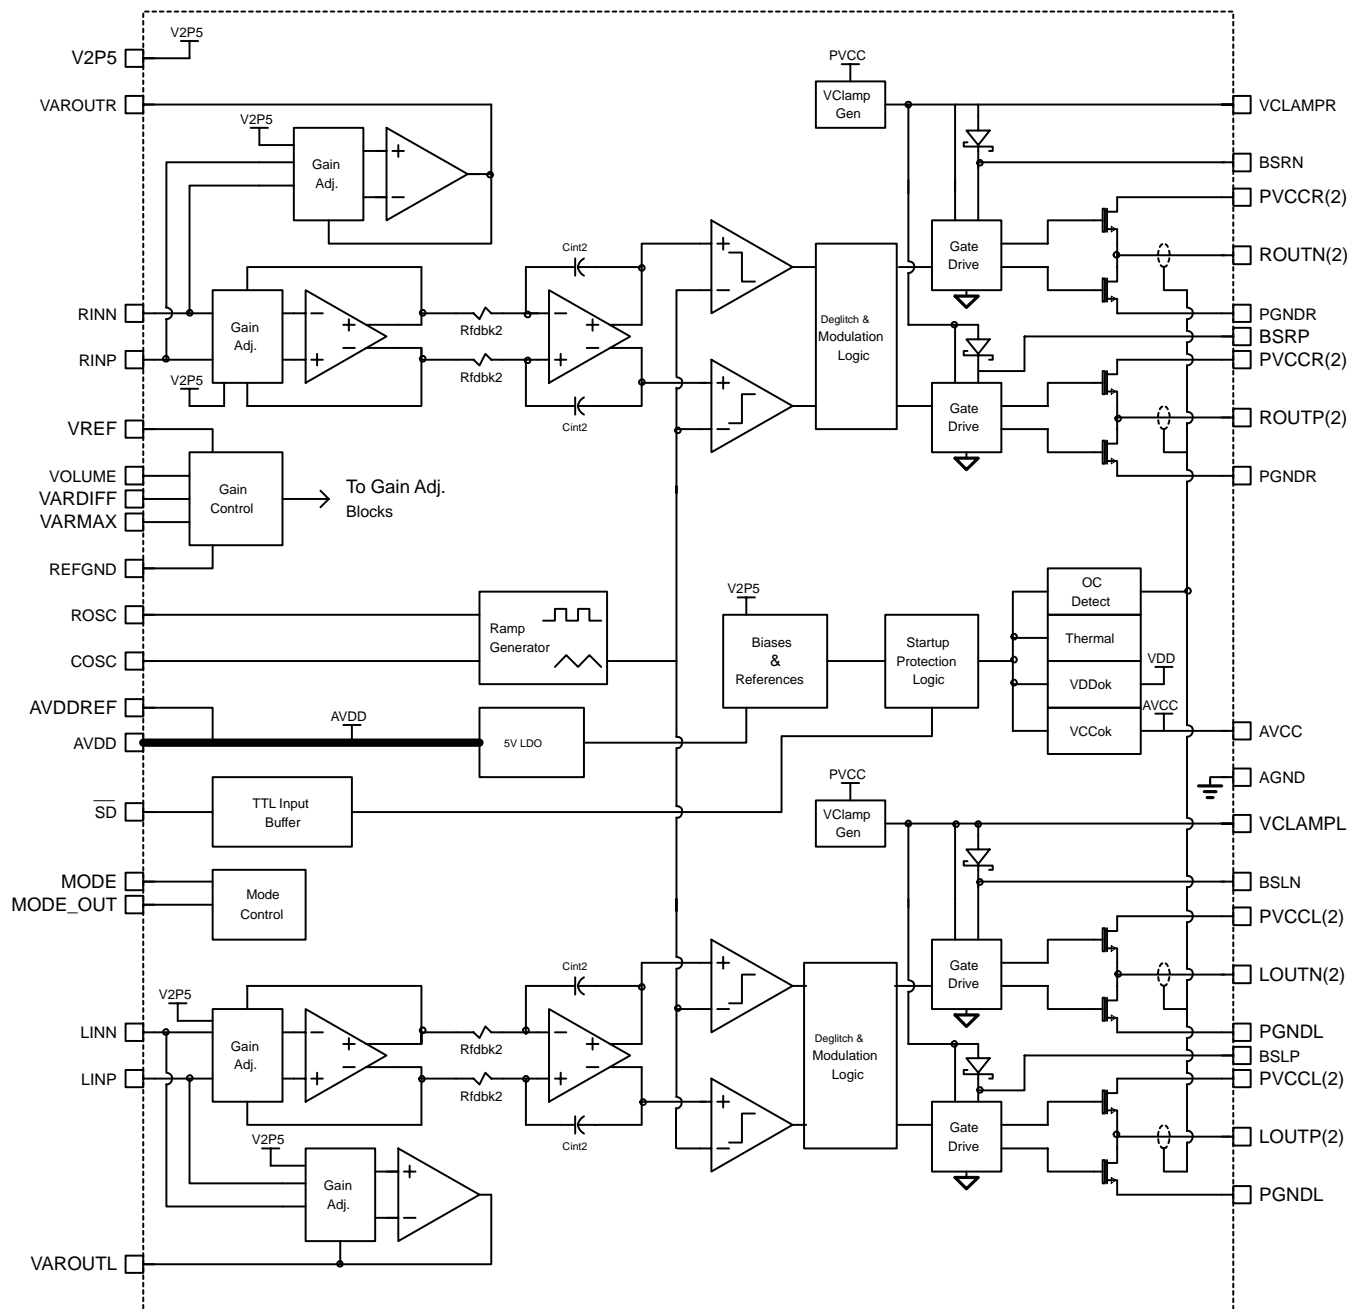 V2P5
V2P5
VAROUTR
V2P5
Gain
Adj.
PVCC
VClamp
Gen
VCLAMPR
BSRN
PVCCR(2)
Gate
Drive
ROUTN(2)
PGNDR
BSRP
PVCCR(2)
Gate
Drive
ROUTP(2)
PGNDR
RINN
RINP
Gain
Adj.
V2P5
Rfdbk2
Rfdbk2
Cint2
Cint2
Deglitch &
Modulation
Logic
VREF
VOLUME
VARDIFF
VARMAX
REFGND
Gain
Control
To Gain Adj.
Blocks
ROSC
COSC
Ramp
Generator
V2P5
Biases
&
References
Startup
Protection
Logic
OC
Detect
Thermal
VDDok
VCCok
VDD
AVCC
AVCC
AGND
AVDDREF
AVDD
AVDD
5V LDO
SD
TTL Input
Buffer
MODE
MODE_OUT
Mode
Control
PVCC
VClamp
Gen
VCLAMPL
BSLN
PVCCL(2)
Gate
Drive
LOUTN(2)
PGNDL
BSLP
PVCCL(2)
Gate
Drive
LOUTP(2)
PGNDL
V2P5
LINN
LINP
Gain
Adj.
Rfdbk2
Rfdbk2
Cint2
Cint2
Deglitch &
Modulation
Logic
V2P5
Gain
Adj.
VAROUTL